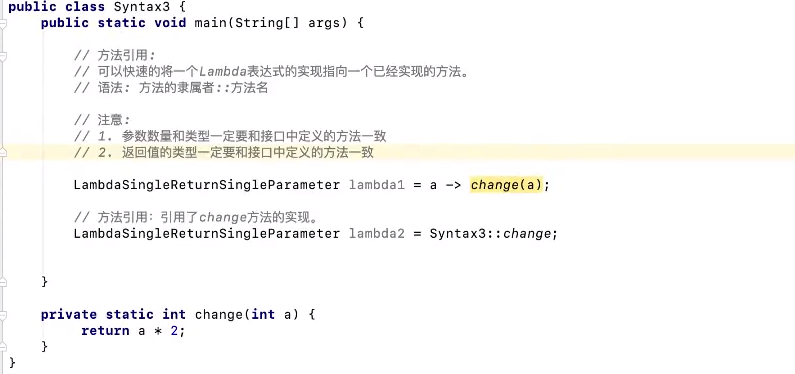 public class Syntax3 {
    public static void main(String[] args) {
        // 方法引用:
        // 可以快速的将一个Lambda表达式的实现指向一个已经实现的方法。
        // 语法: 方法的隶属者::方法名
        // 注意:
        // 1. 参数数量和类型一定要和接口中定义的方法一致
        // 2. 返回值的类型一定要和接口中定义的方法一致
        LambdaSingleReturnSingleParameter lambda1 = a -> change(a);
        // 方法引用：引用了change方法的实现。
        LambdaSingleReturnSingleParameter lambda2 = Syntax3::change;
    }
    private static int change(int a) {
         return a * 2;
    }
}